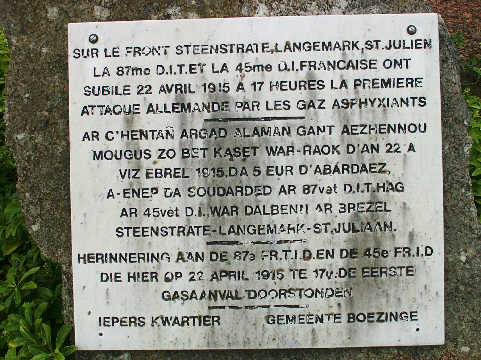 SUR LE FRONT STEENSTRATE,LANGEMARK,ST.JULIEN
LA 87me D.I.T.ET LA 45me D.I.FRANCAISE ONT
SUBILE 22 AVRIL 1915 A 17 HEURES LA PREMIERE
ATTAQUE ALLEMANDE PAR LES GAZ ASPHYXIANTS
AR C'HENTAÑ ARGAD ALAMAN GANT AEZHENNOU
MOUGUS ZO BET KASET WAR-RAOK D'AN 22 A
VIZ EBREL 1915,DA 5 EUR D'ABARDAEZ,
A-ENEP DA SOUDARDED AR 87vet D.I.T.HAG
AR 45vet D.I.,WAR DALBENN AR BREZEL
STEENSTRATE-LANGEMARK-ST.JULIAAN.
HERINNERING AAN DE 87e FR.T.I.D.EN DE 45e FR.I.D
DIE HIER OP 22 APRIL 1915 TE 17u.DE EERSTE
GASAANVAL DOORSTONDEN
IEPERS KWARTIER GEMEENTE BOEZINGE